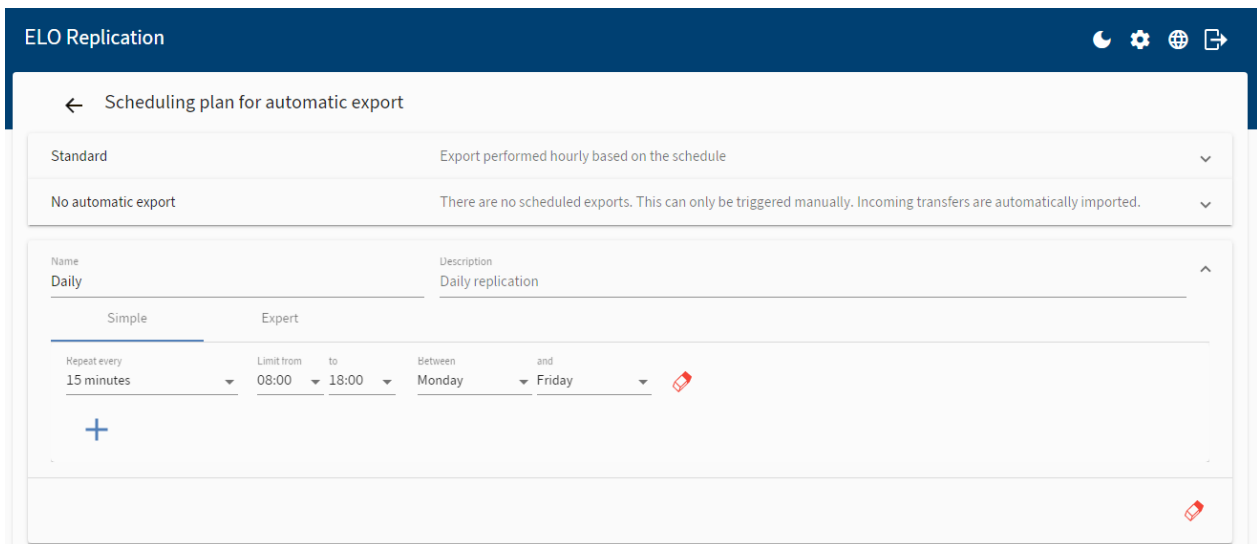 ELO Replication
Scheduling plan for automatic export
Standard Export performed hourly based on the schedule
No automatic export There are no scheduled exports. This can only be triggered manually. Incoming transfers are automatically imported.
Name Description
Daily Daily replication
Simple Expert
Repeat every Limit from to Between and
15 minutes 08:00 18:00 Monday Friday